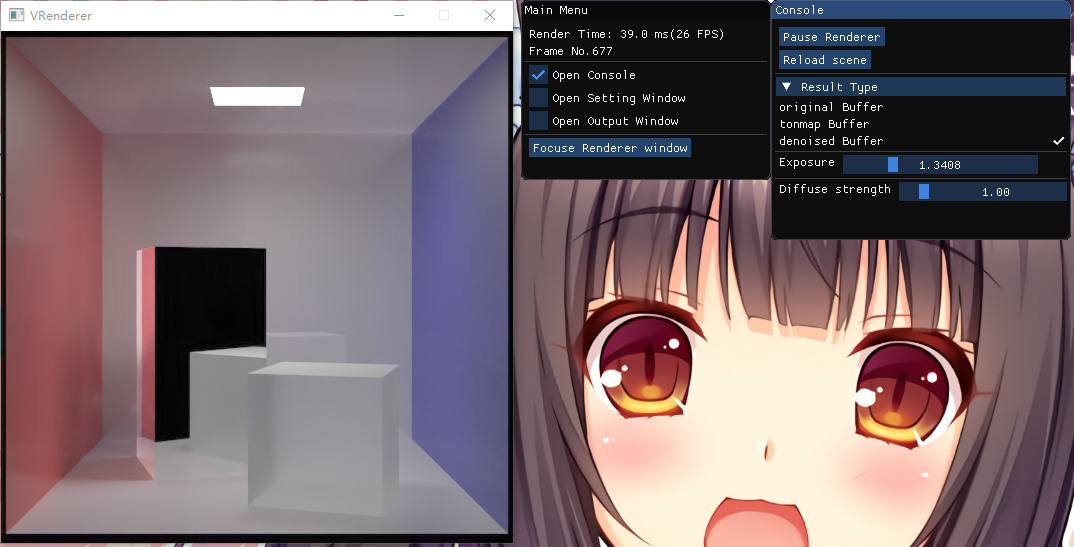 VRenderer
Main Menu
Render Time: 39.0 ms(26 FPS)
Frame No.677
Open Console
Open Setting Window
Open Output Window
Focuse Renderer window
Console
Pause Renderer
Reload scene
Result Type
original Buffer
tonmap Buffer
denoised Buffer
Exposure 1.3408
Diffuse strength 1.00